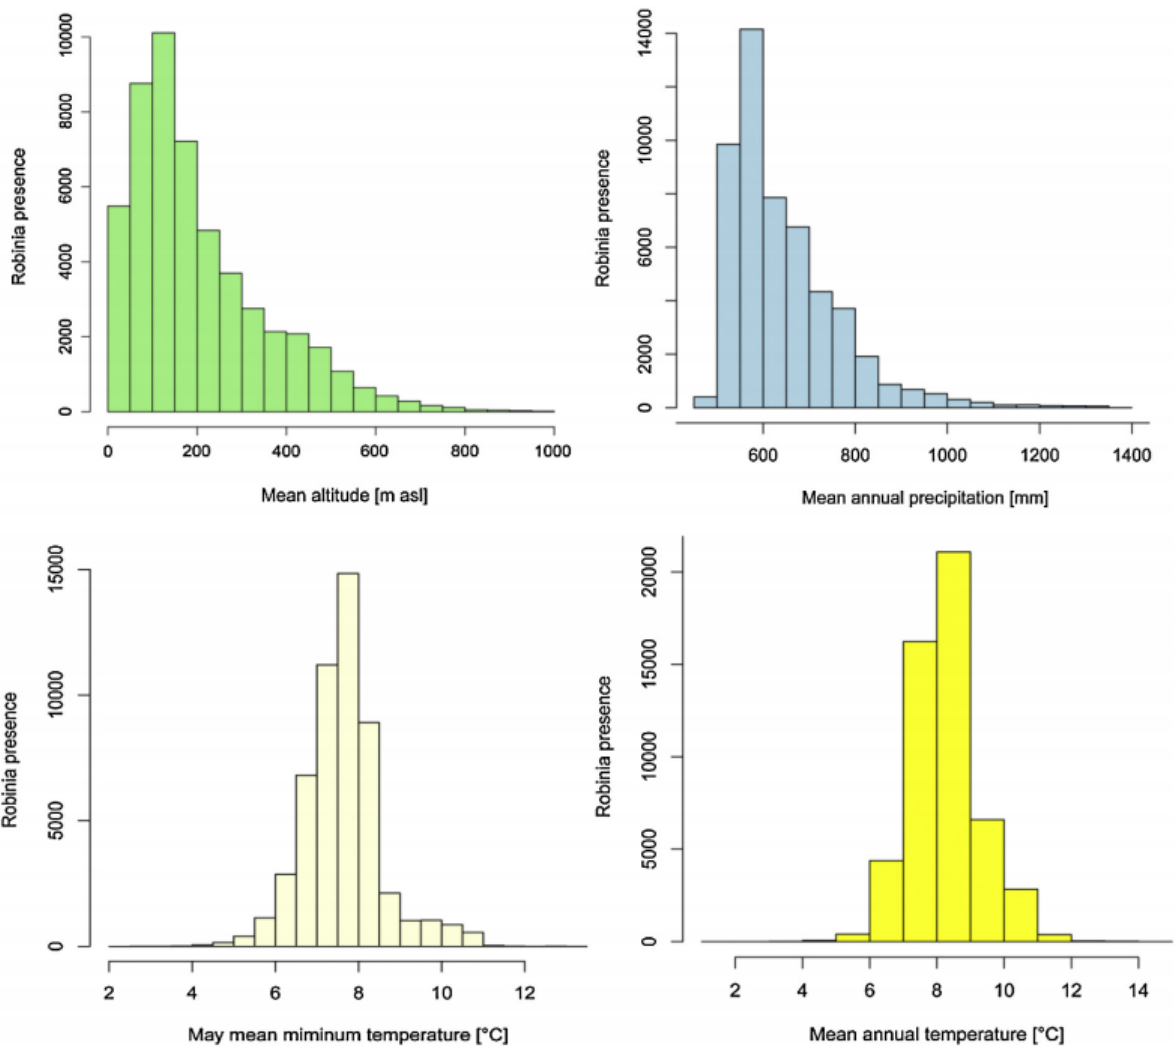 Robinia presence
10000
8000
6000
4000
2000
0
0 200 400 600 800 1000
Mean altitude [m asl]
Robinia presence
14000
10000
6000
2000
0
600 800 1000 1200 1400
Mean annual precipitation [mm]
Robinia presence
15000
10000
5000
0
2 4 6 8 10 12
May mean miminum temperature [°C]
Robinia presence
20000
15000
10000
5000
0
2 4 6 8 10 12 14
Mean annual temperature [°C]